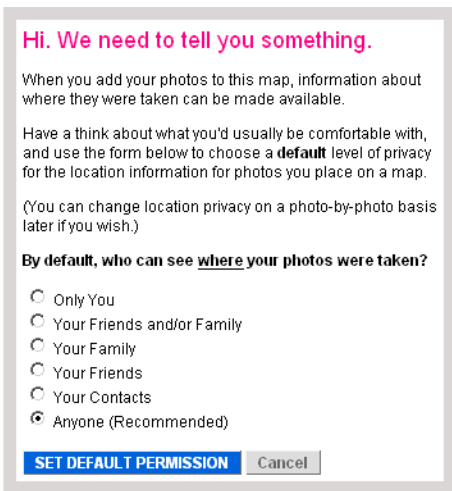 Hi. We need to tell you something.
When you add your photos to this map, information about
where they were taken can be made available.
Have a think about what you'd usually be comfortable with,
and use the form below to choose a default level of privacy
for the location information for photos you place on a map.
(You can change location privacy on a photo-by-photo basis
later if you wish.)
By default, who can see where your photos were taken?
Only You
Your Friends and/or Family
Your Family
Your Friends
Your Contacts
Anyone (Recommended)
SET DEFAULT PERMISSION Cancel